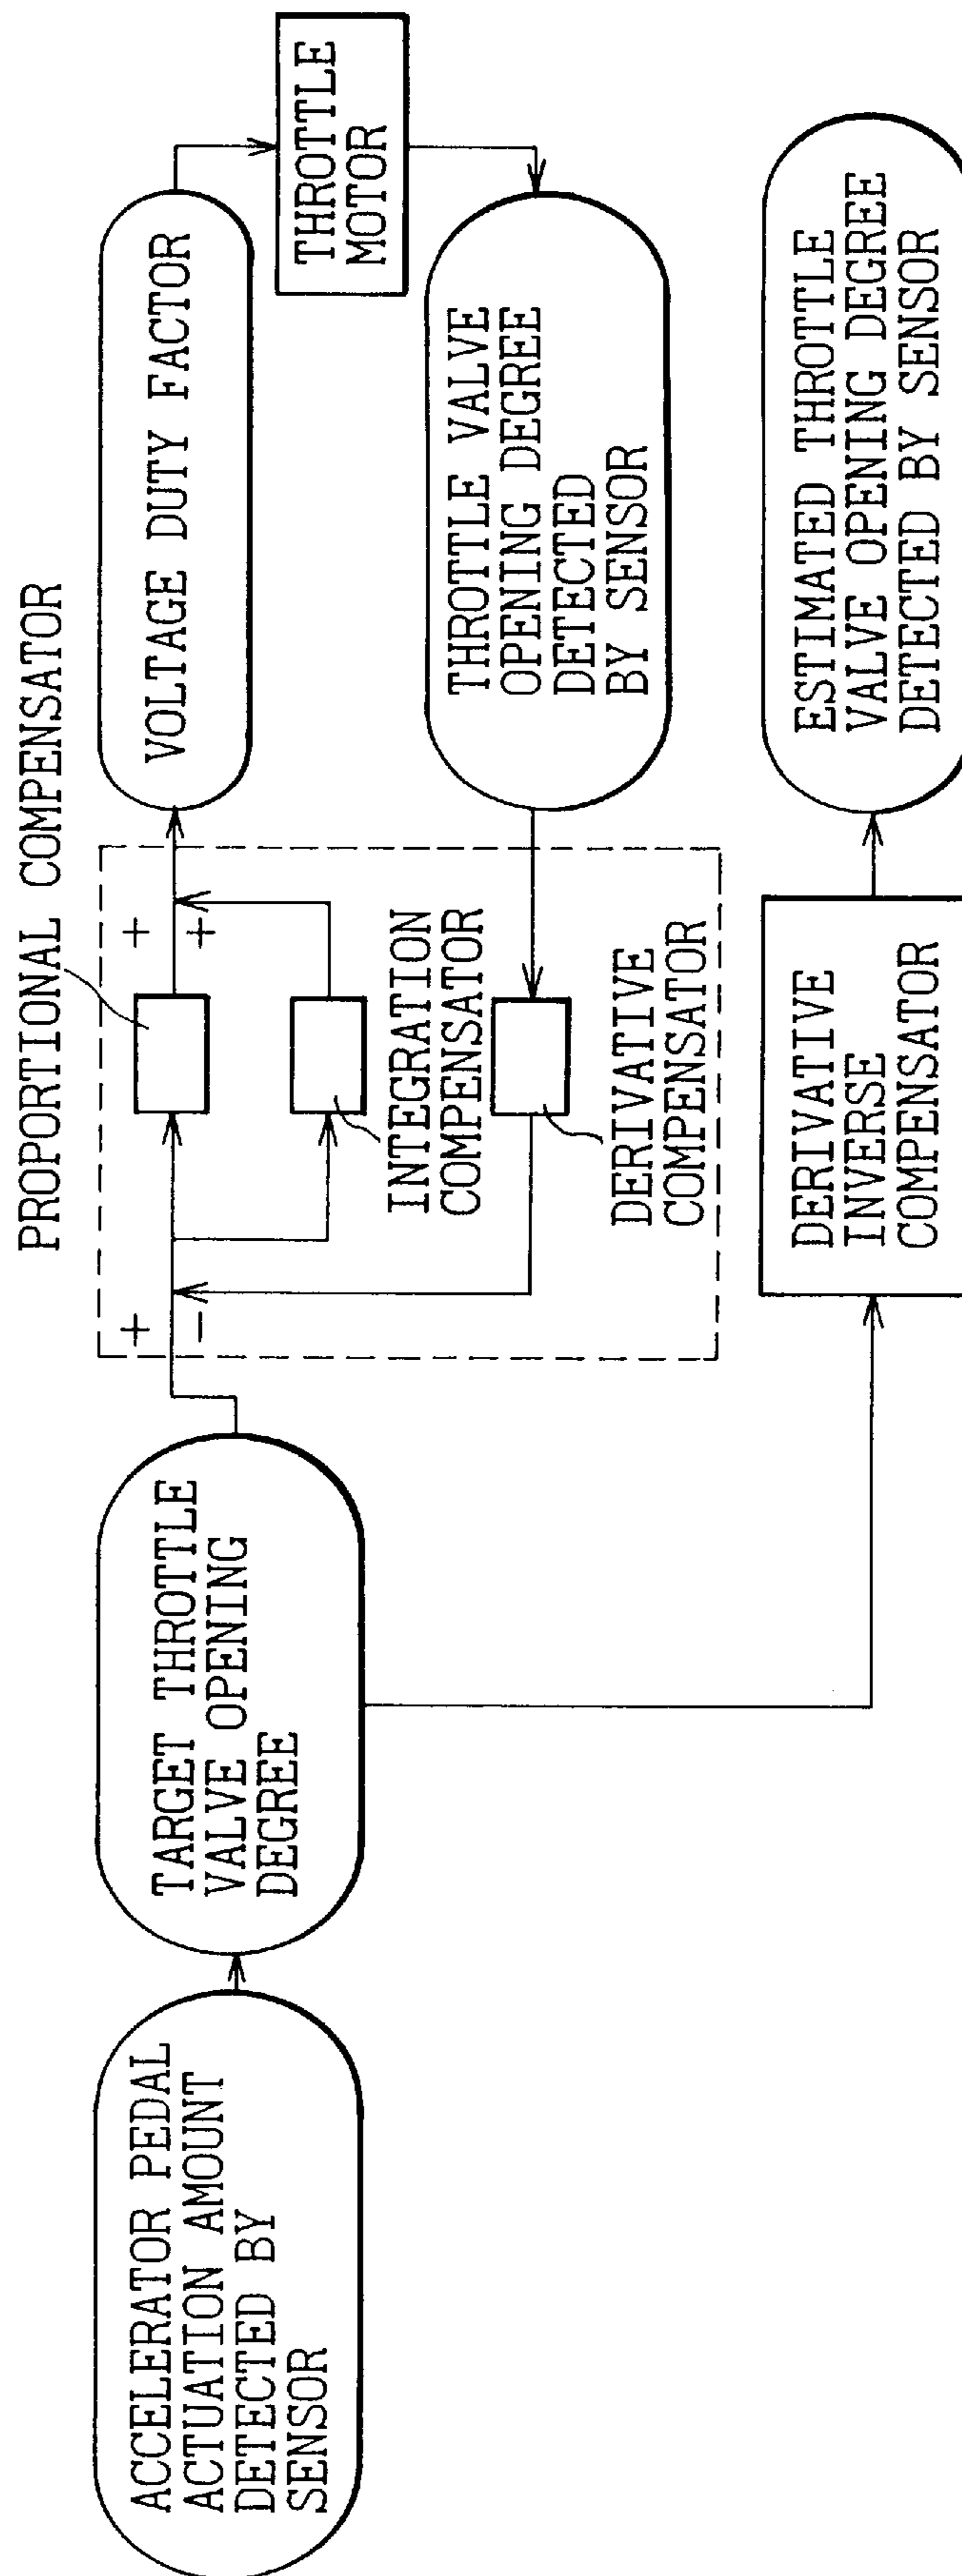 PROPORTIONAL COMPENSATOR
ACCELERATOR PEDAL
ACTUATION AMOUNT
DETECTED BY
SENSOR
TARGET THROTTLE
VALVE OPENING
DEGREE
+
-
+
+
INTEGRATION
COMPENSATOR
DERIVATIVE
COMPENSATOR
VOLTAGE DUTY FACTOR
THROTTLE
MOTOR
THROTTLE VALVE
OPENING DEGREE
DETECTED
BY SENSOR
DERIVATIVE
INVERSE
COMPENSATOR
ESTIMATED THROTTLE
VALVE OPENING DEGREE
DETECTED BY SENSOR